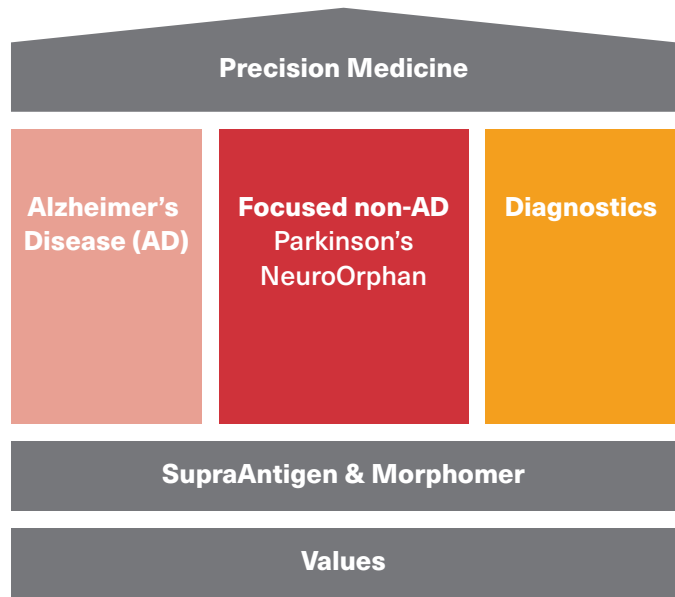 Precision Medicine
Alzheimer's
Disease (AD)
Focused non-AD
Parkinson's
NeuroOrphan
Diagnostics
SupraAntigen & Morphomer
Values